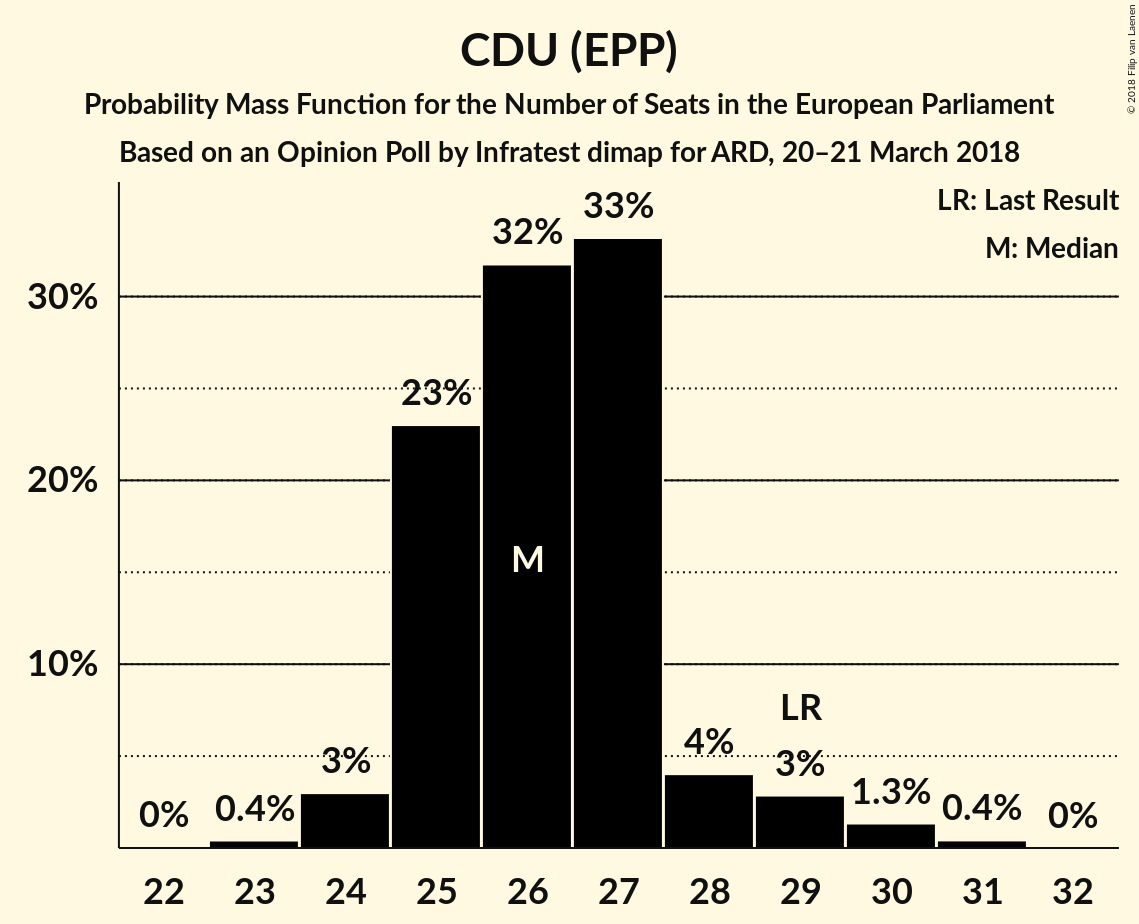 CDU (EPP)
Probability Mass Function for the Number of Seats in the European Parliament
Based on an Opinion Poll by Infratest dimap for ARD, 20–21 March 2018
© 2018 Filip van Laenen
LR: Last Result
M: Median
33%
32%
30%
23%
20%
M
10%
LR
4%
3%
3%
1.3%
0.4%
0.4%
0%
0%
22 23 24 25 26 27 28 29 30 31 32